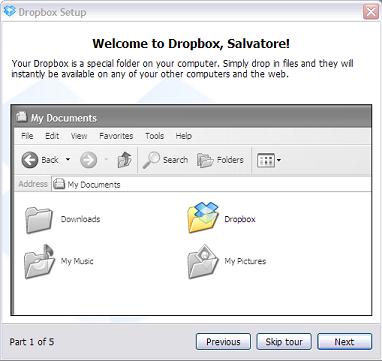 Dropbox Setup
Welcome to Dropbox, Salvatore!
Your Dropbox is a special folder on your computer. Simply drop in files and they will
instantly be available on any of your other computers and the web.
My Documents
File Edit View Favorites Tools Help
Back Search Folders
Address My Documents
Downloads Dropbox
My Music My Pictures
Part 1 of 5 Previous Skip tour Next